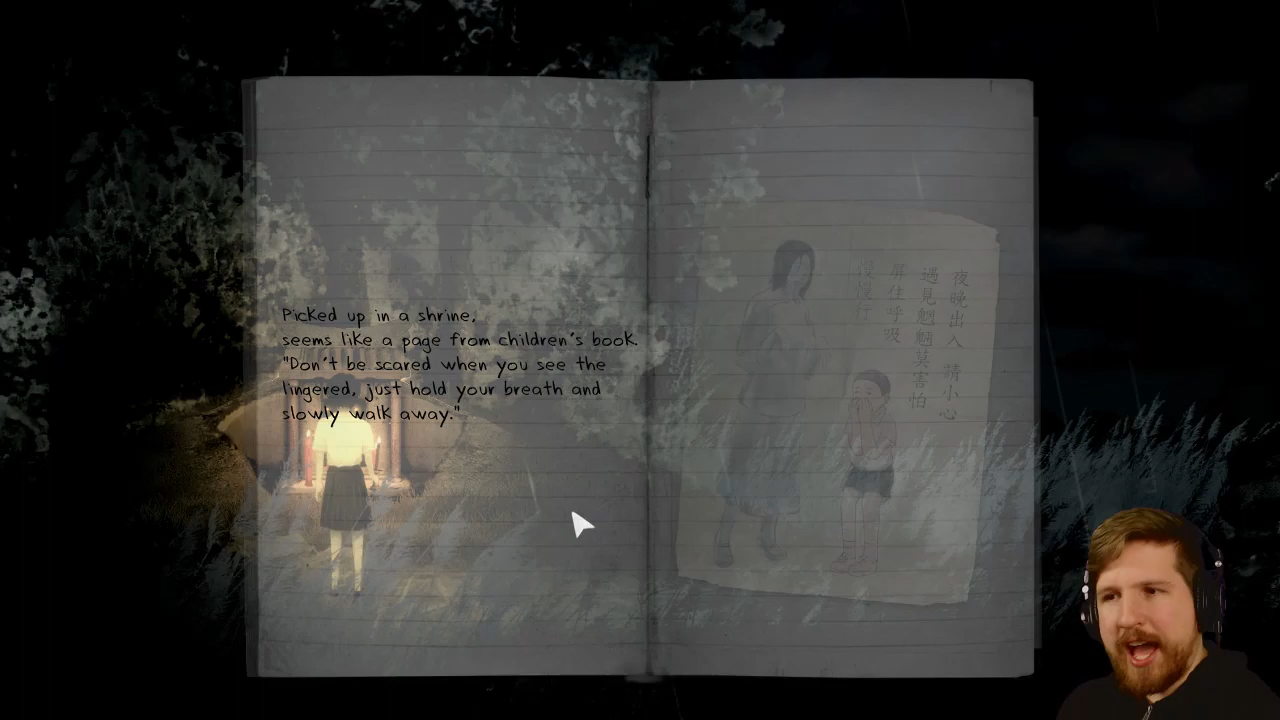 Picked up in a shrine,
seems like a page from children's book.
"Don't be scared when you see the
lingered, just hold your breath and
slowly walk away."
夜晚出入 請小心
遇見魍魎莫害怕
屏住呼吸
慢慢行